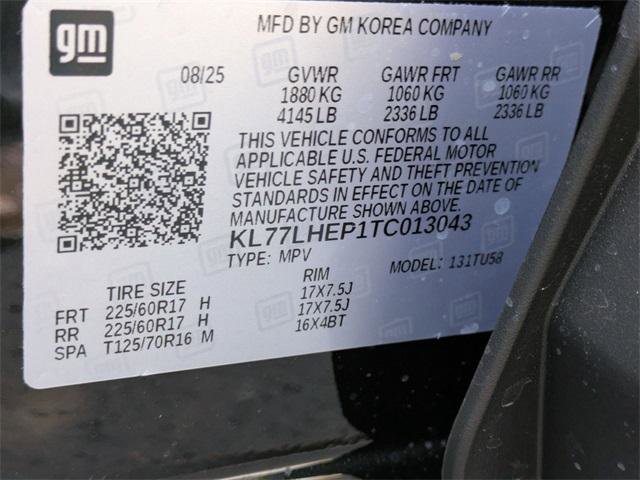 gm
MFD BY GM KOREA COMPANY
08/25 GVWR GAWR FRT GAWR RR
1880 KG 1060 KG 1060 KG
4145 LB 2336 LB 2336 LB
THIS VEHICLE CONFORMS TO ALL
APPLICABLE U.S. FEDERAL MOTOR
VEHICLE SAFETY AND THEFT PREVENTION
STANDARDS IN EFFECT ON THE DATE OF
MANUFACTURE SHOWN ABOVE.
KL77LHEP1TC013043
TYPE: MPV MODEL: 131TU58
TIRE SIZE RIM
FRT 225/60R17 H 17X7.5J
RR 225/60R17 H 17X7.5J
SPA T125/70R16 M 16X4BT